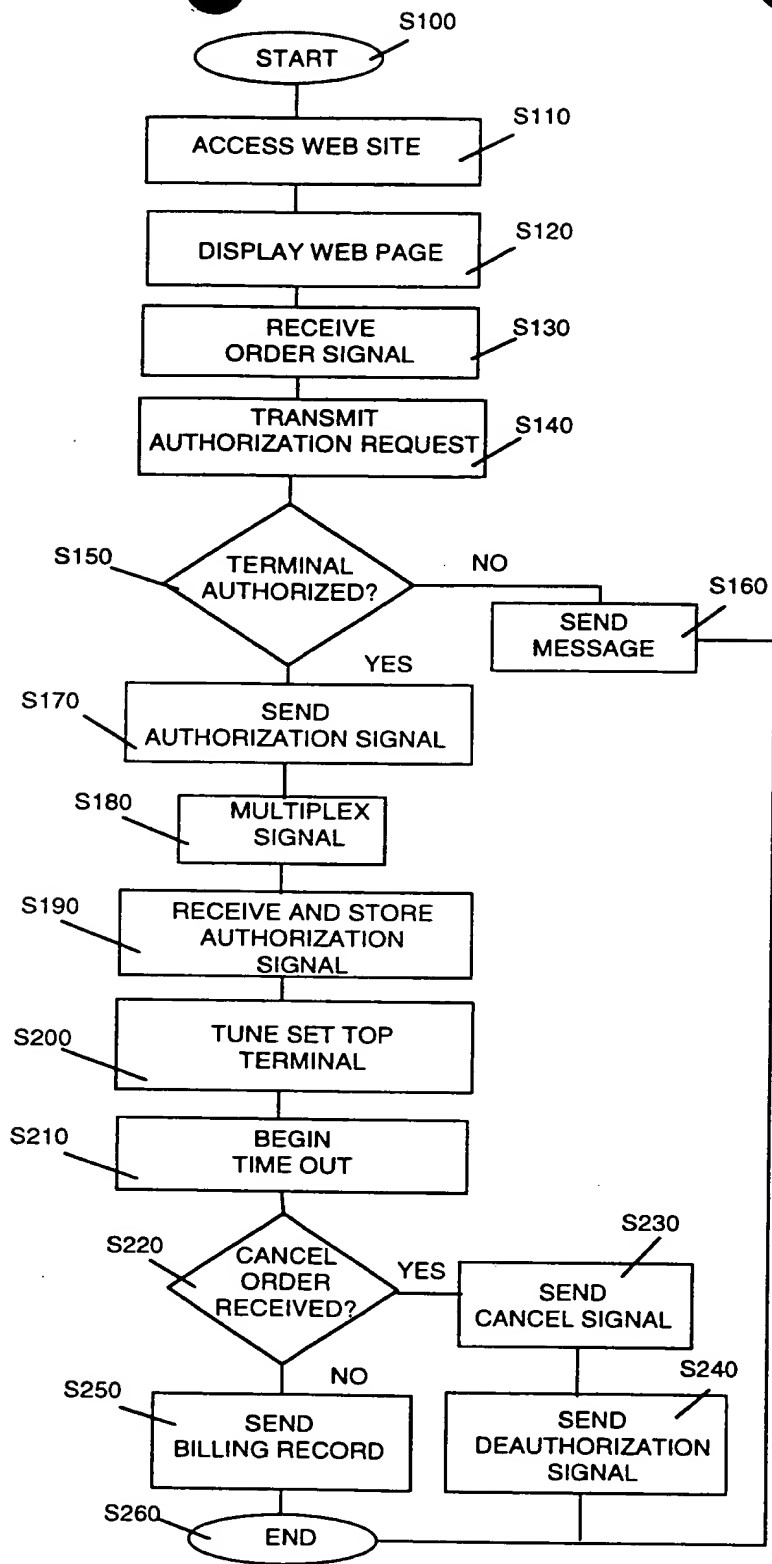 S100
START
S110
ACCESS WEB SITE
S120
DISPLAY WEB PAGE
S130
RECEIVE
ORDER SIGNAL
S140
TRANSMIT
AUTHORIZATION REQUEST
S150
TERMINAL
AUTHORIZED?
NO
S160
SEND
MESSAGE
YES
S170
SEND
AUTHORIZATION SIGNAL
S180
MULTIPLEX
SIGNAL
S190
RECEIVE AND STORE
AUTHORIZATION
SIGNAL
S200
TUNE SET TOP
TERMINAL
S210
BEGIN
TIME OUT
S220
CANCEL
ORDER
RECEIVED?
YES
S230
SEND
CANCEL SIGNAL
S240
SEND
DEAUTHORIZATION
SIGNAL
NO
S250
SEND
BILLING RECORD
S260
END